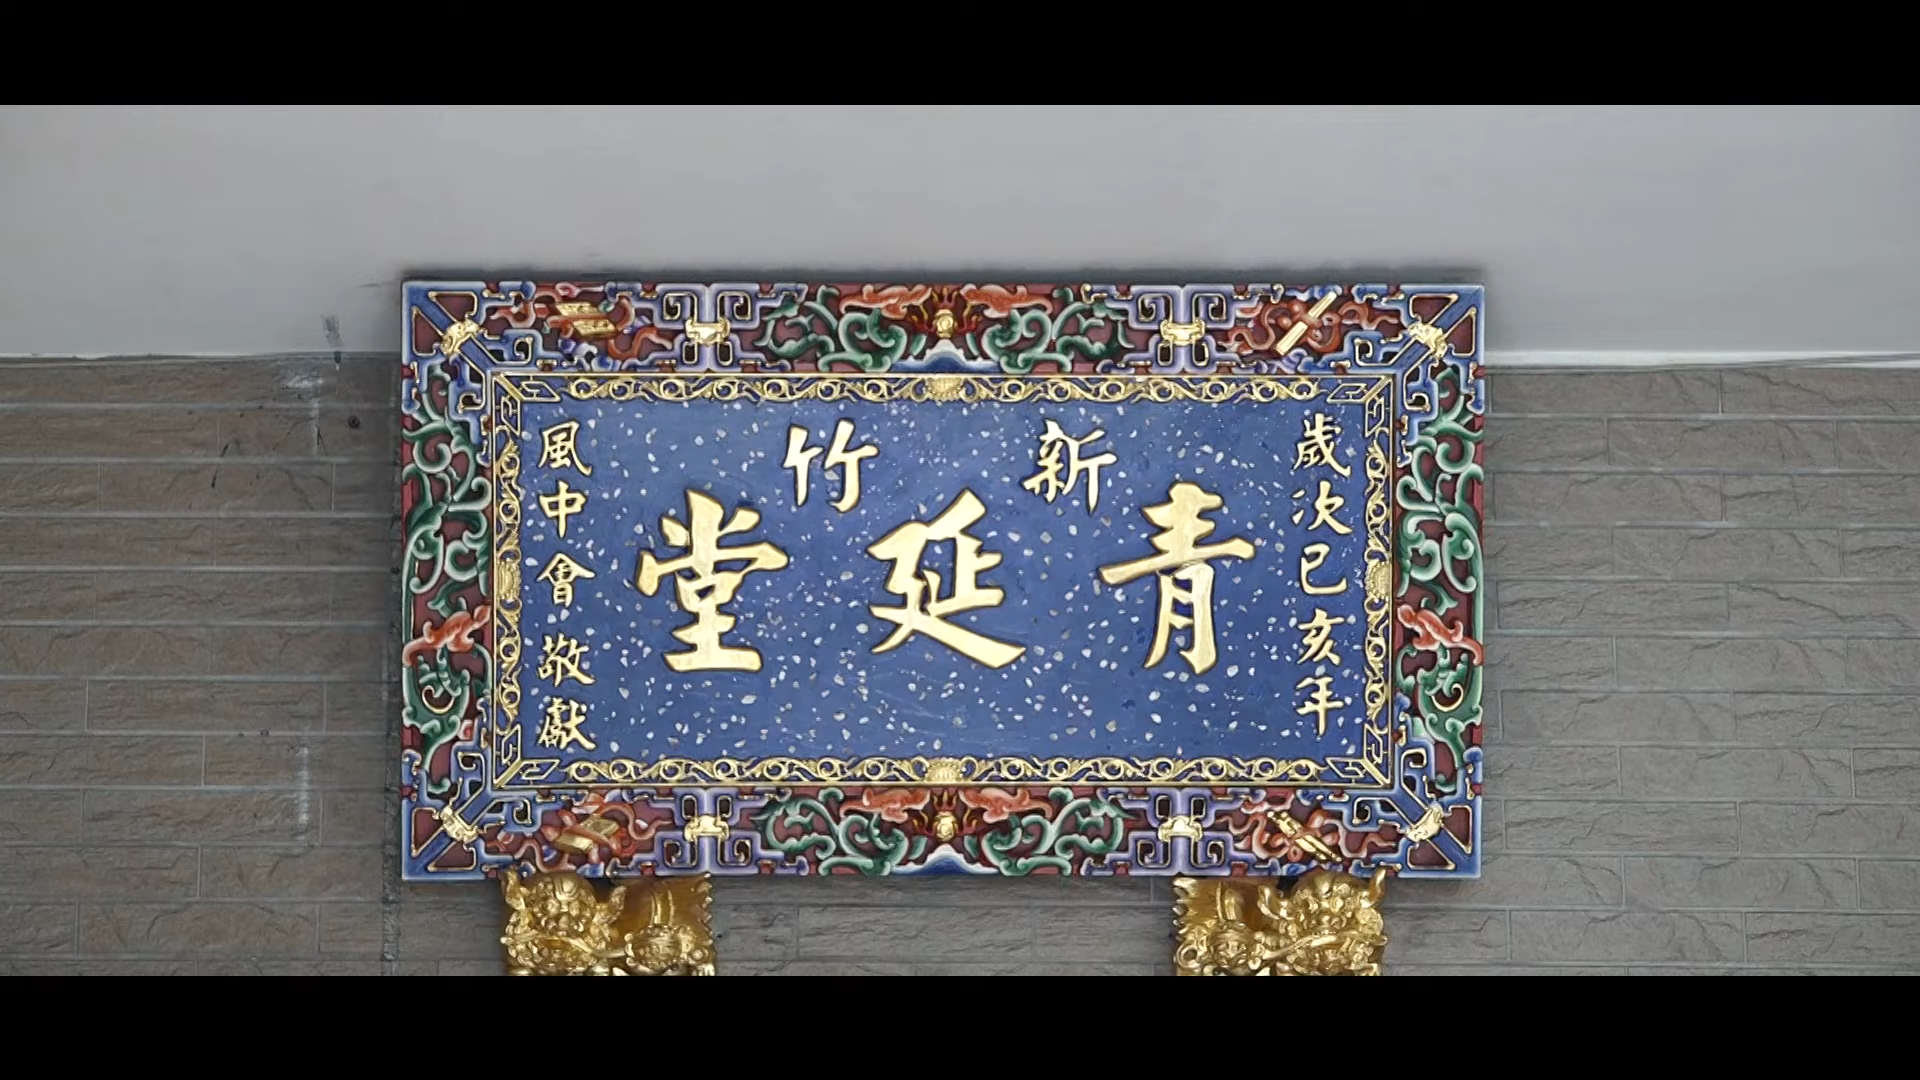 歲次己亥年
新竹
青延堂
風中會 敬獻